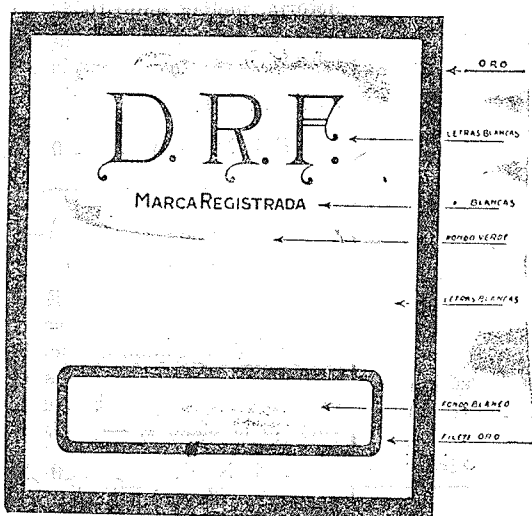 ORO
D. R. F.
LETRAS BLANCAS
MARCA REGISTRADA
" BLANCAS
FONDO VERDE
LETRAS BLANCAS
FONDO BLANCO
FILETE ORO